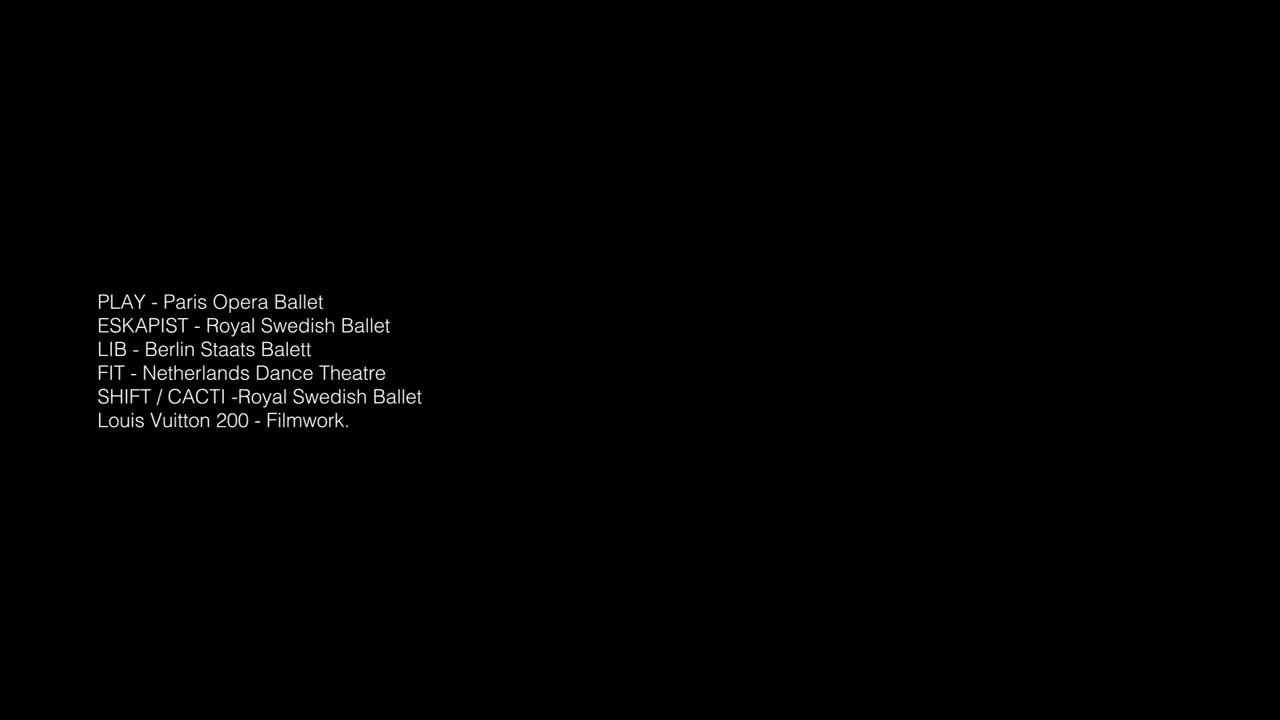 PLAY - Paris Opera Ballet
ESKAPIST - Royal Swedish Ballet
LIB - Berlin Staats Balett
FIT - Netherlands Dance Theatre
SHIFT / CACTI -Royal Swedish Ballet
Louis Vuitton 200 - Filmwork.